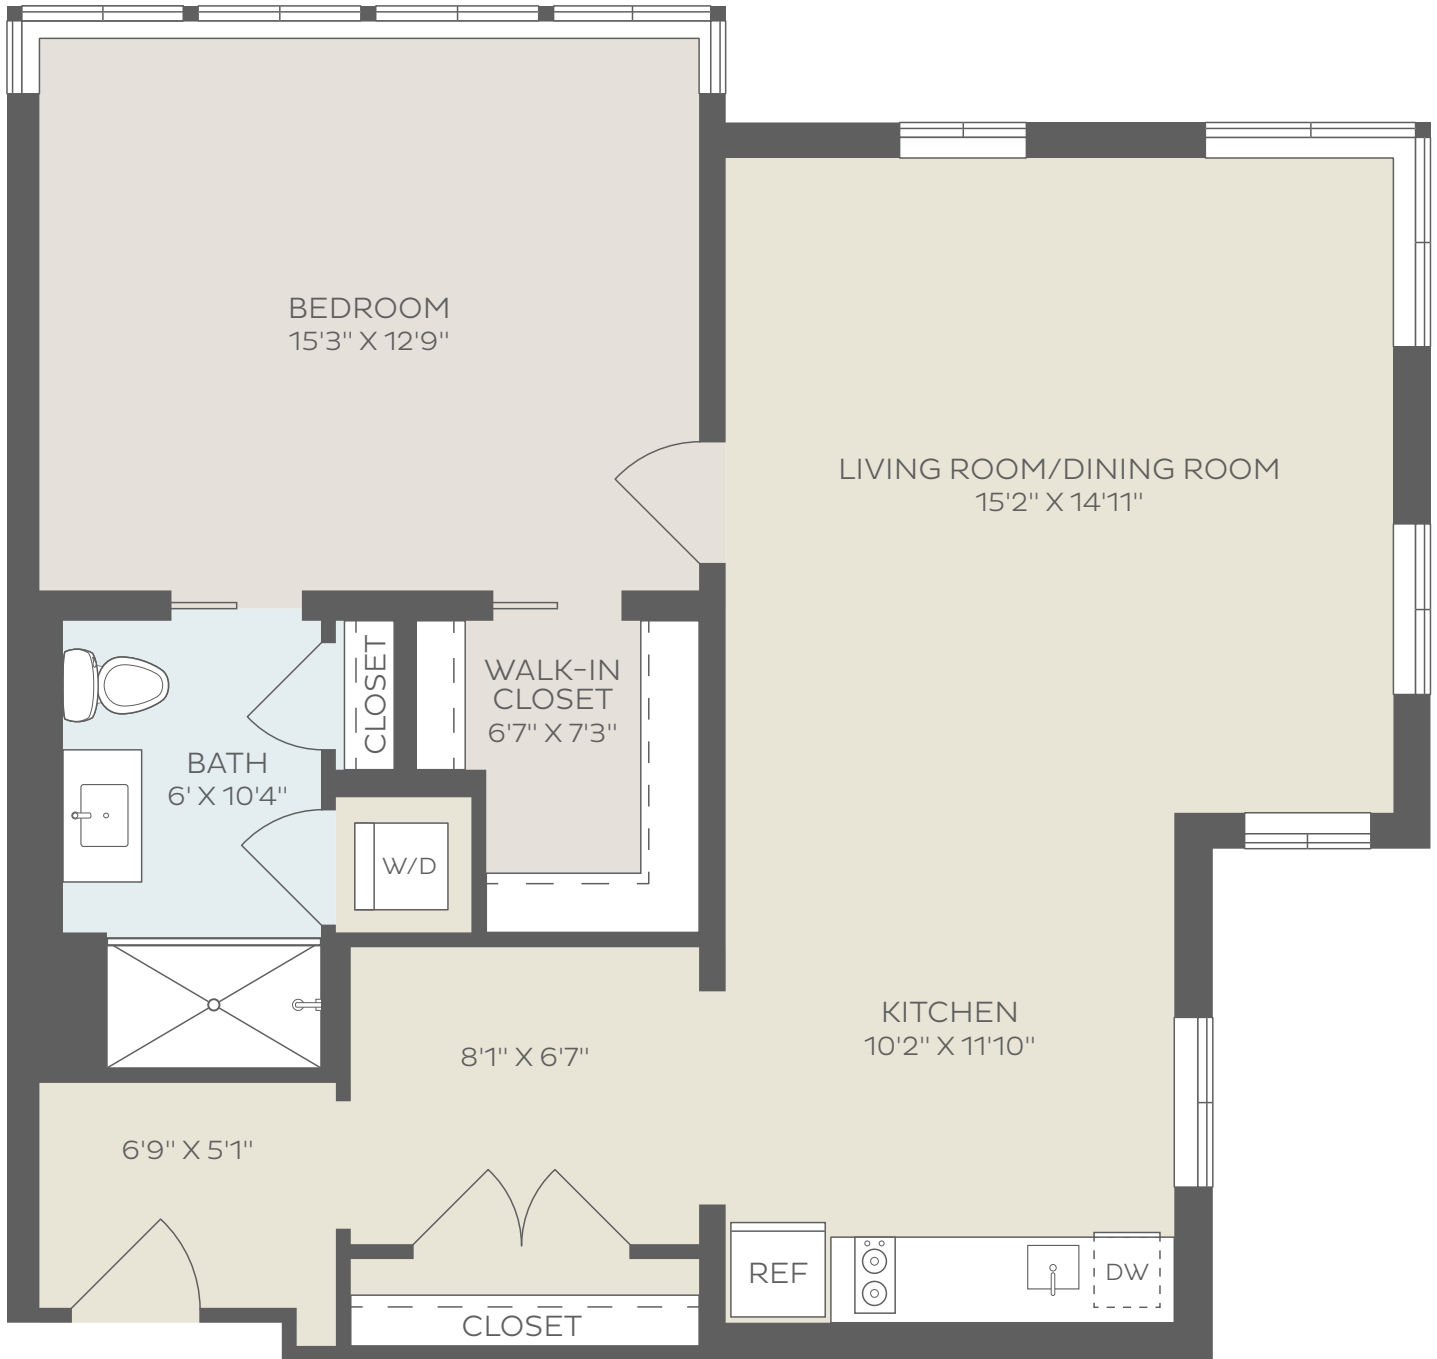 BEDROOM
15'3" X 12'9"
LIVING ROOM/DINING ROOM
15'2" X 14'11"
CLOSET
WALK-IN
CLOSET
6'7" X 7'3"
BATH
6' X 10'4"
W/D
KITCHEN
10'2" X 11'10"
8'1" X 6'7"
6'9" X 5'1"
REF
DW
CLOSET